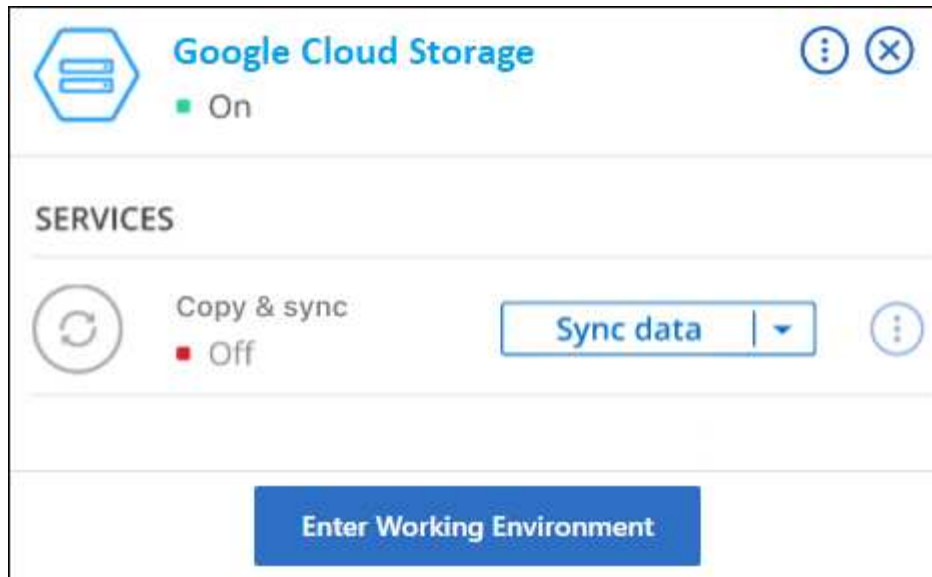 Google Cloud Storage
On
SERVICES
Copy & sync
Off
Sync data
Enter Working Environment